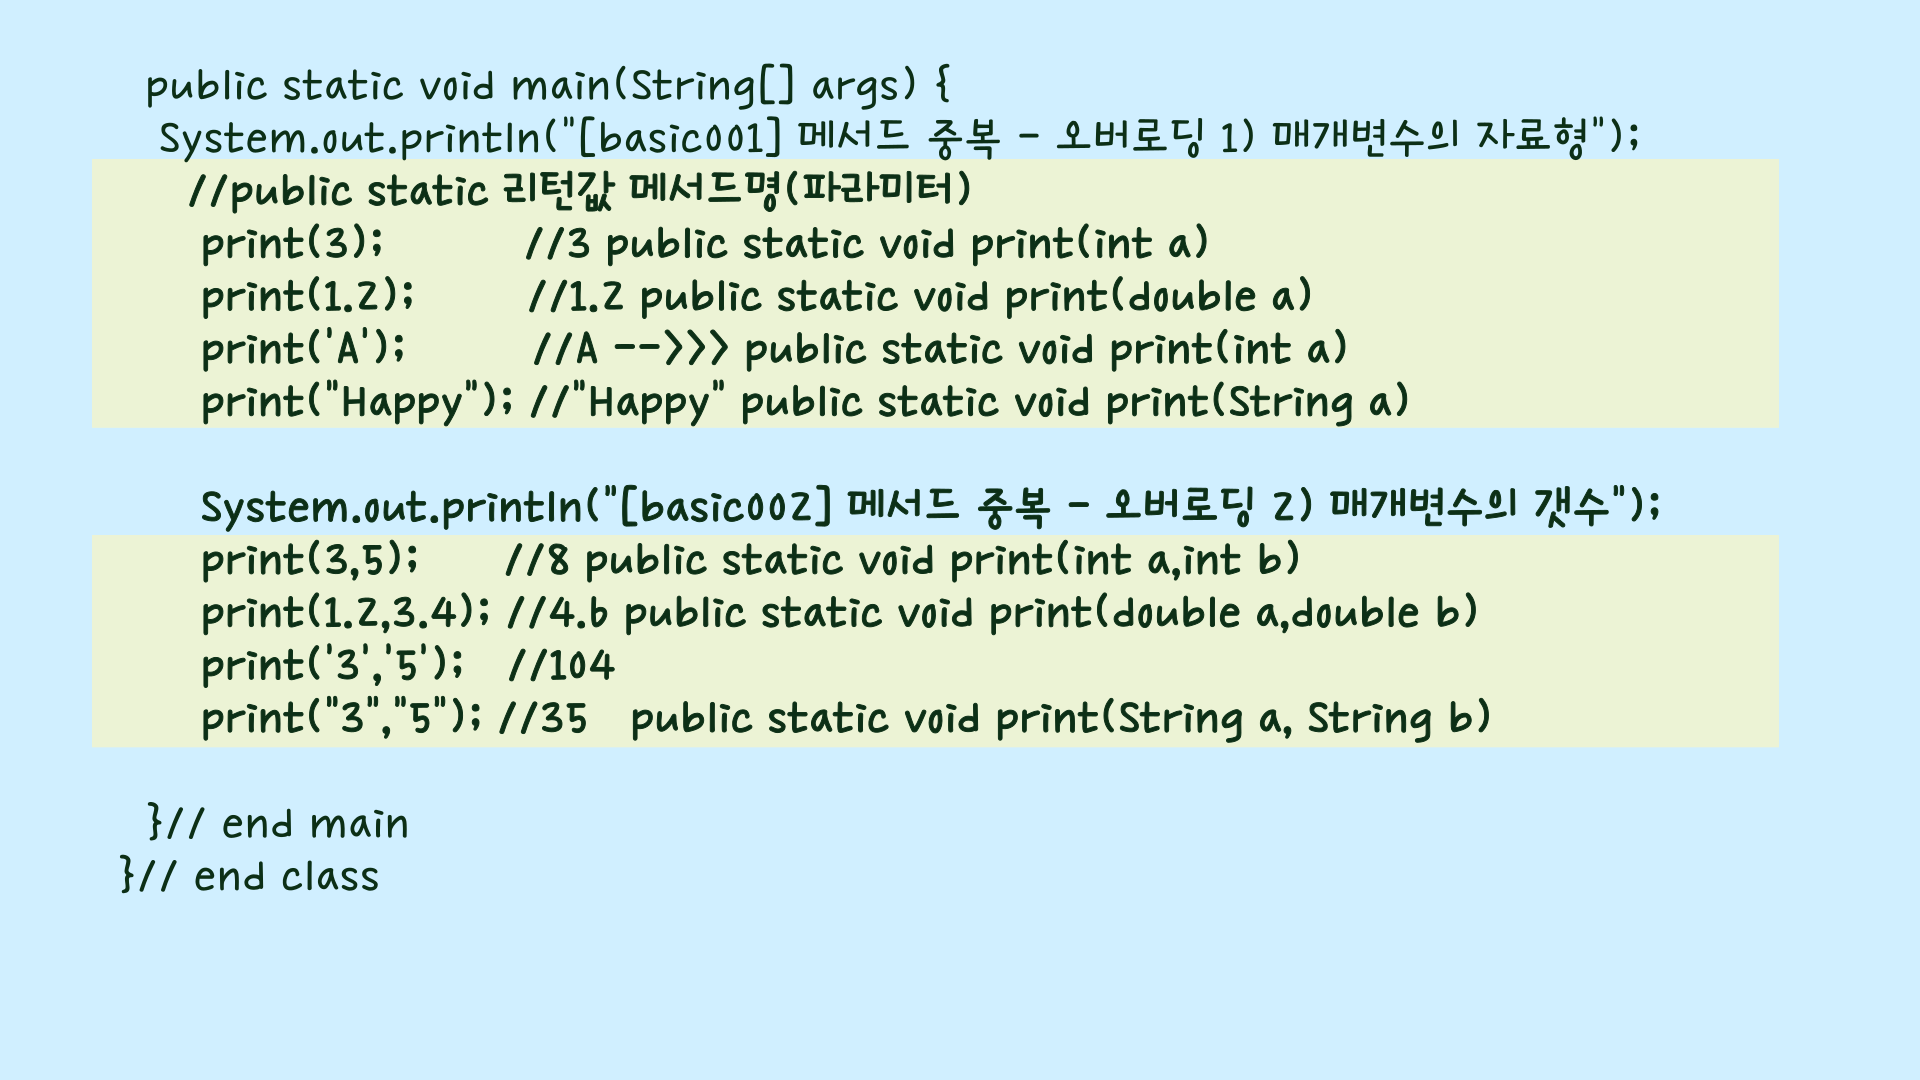 public static void main(String[] args) {
System.out.println("[basic001] 메서드 중복 - 오버로딩 1) 매개변수의 자료형");
//public static 리턴값 메서드명(파라미터)
print(3); //3 public static void print(int a)
print(1.2); //1.2 public static void print(double a)
print('A'); //A -->>> public static void print(int a)
print("Happy"); //"Happy" public static void print(String a)
System.out.println("[basic002] 메서드 중복 - 오버로딩 2) 매개변수의 갯수");
print(3,5); //8 public static void print(int a,int b)
print(1.2,3.4); //4.6 public static void print(double a,double b)
print('3','5'); //104
print("3","5"); //35 public static void print(String a, String b)
}// end main
}// end class